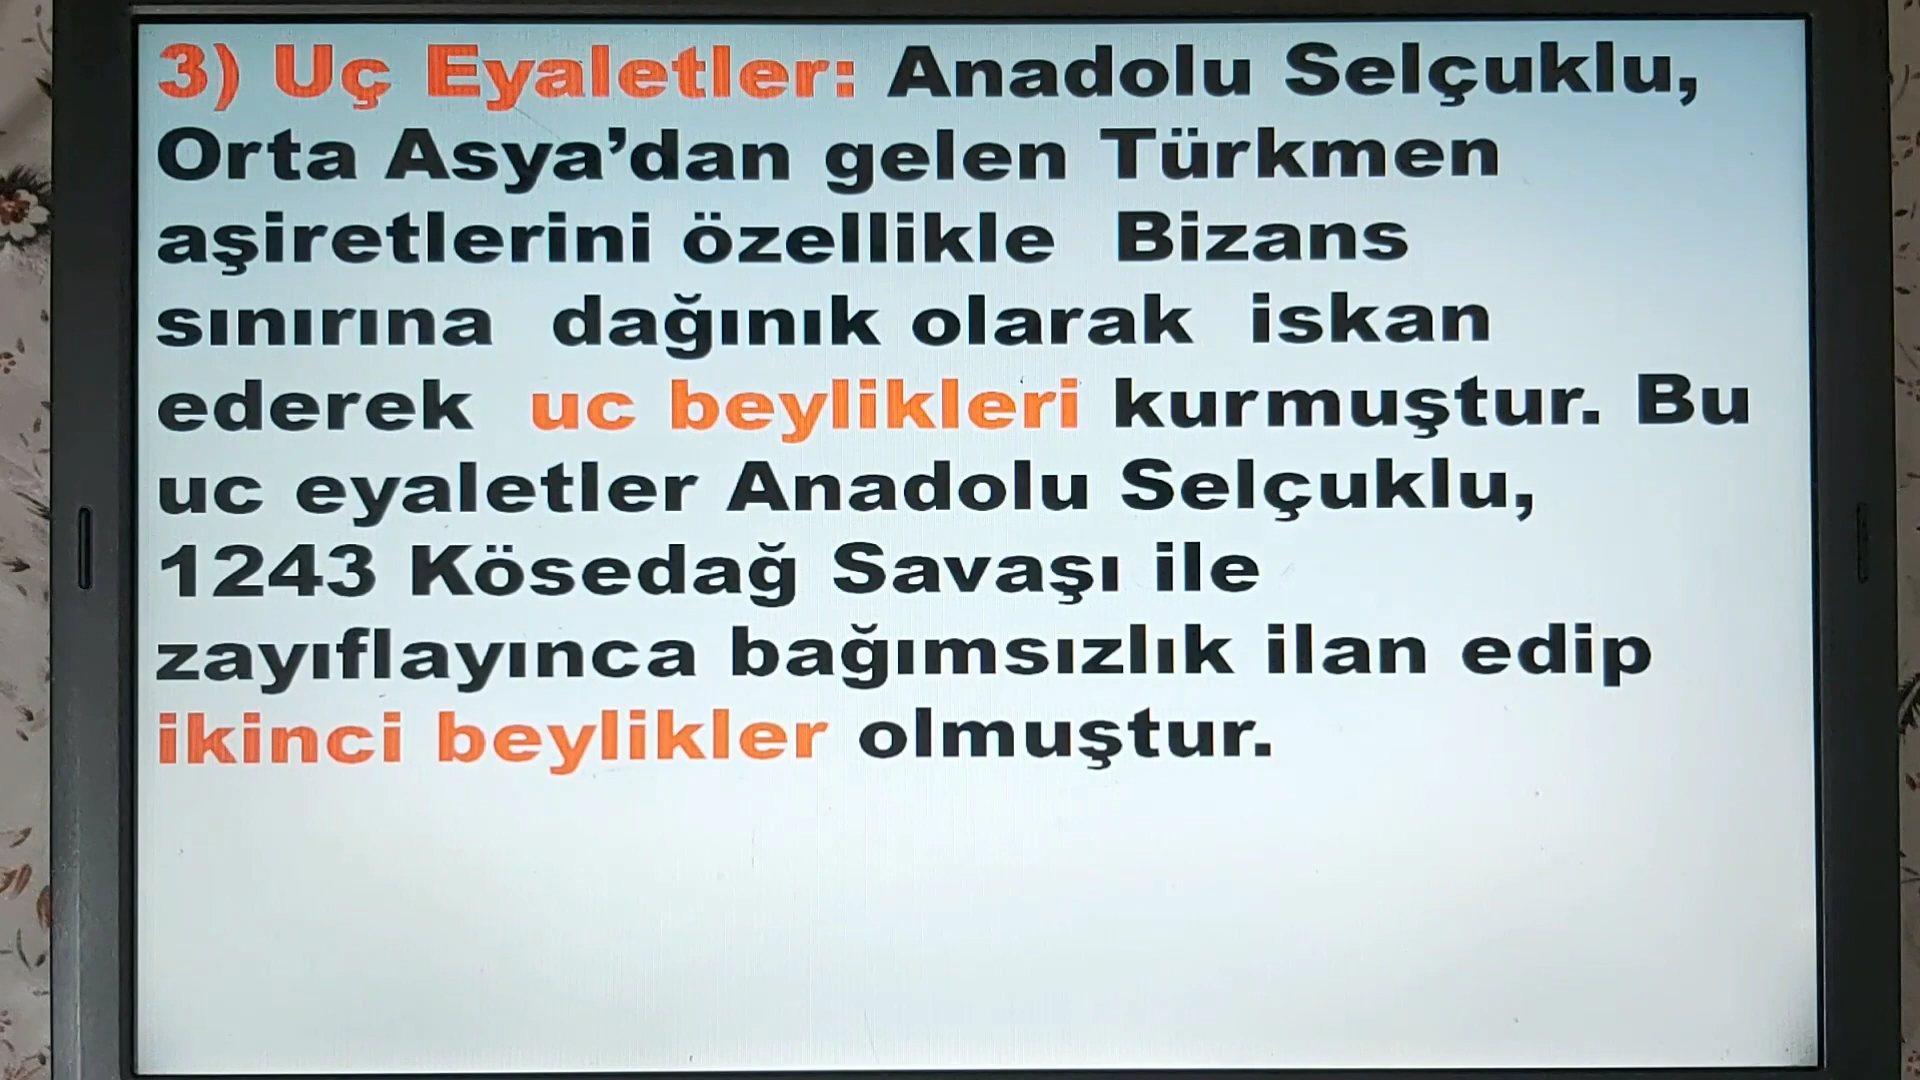 3) Uç Eyaletler: Anadolu Selçuklu,
Orta Asya’dan gelen Türkmen
aşiretlerini özellikle Bizans
sınırına dağınık olarak iskan
ederek uc beylikleri kurmuştur. Bu
uc eyaletler Anadolu Selçuklu,
1243 Kösedağ Savaşı ile
zayıflayınca bağımsızlık ilan edip
ikinci beylikler olmuştur.